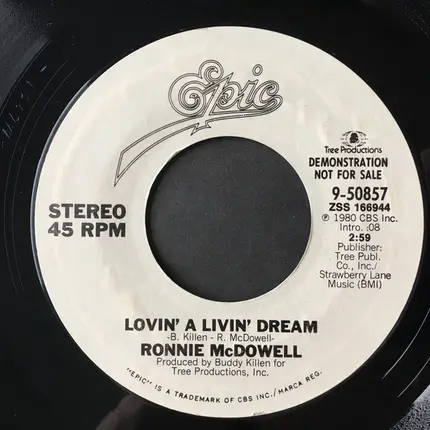 Epic
Tree Productions
DEMONSTRATION
NOT FOR SALE
9-50857
ZSS 166944
℗ 1980 CBS Inc.
Intro. :08
2:59
Publisher:
Tree Publ.
Co., Inc./
Strawberry Lane
Music (BMI)
STEREO
45 RPM
LOVIN' A LIVIN' DREAM
-B. Killen - R. McDowell-
RONNIE McDOWELL
Produced by Buddy Killen for
Tree Productions, Inc.
"EPIC" IS A TRADEMARK OF CBS INC./MARCA REG.